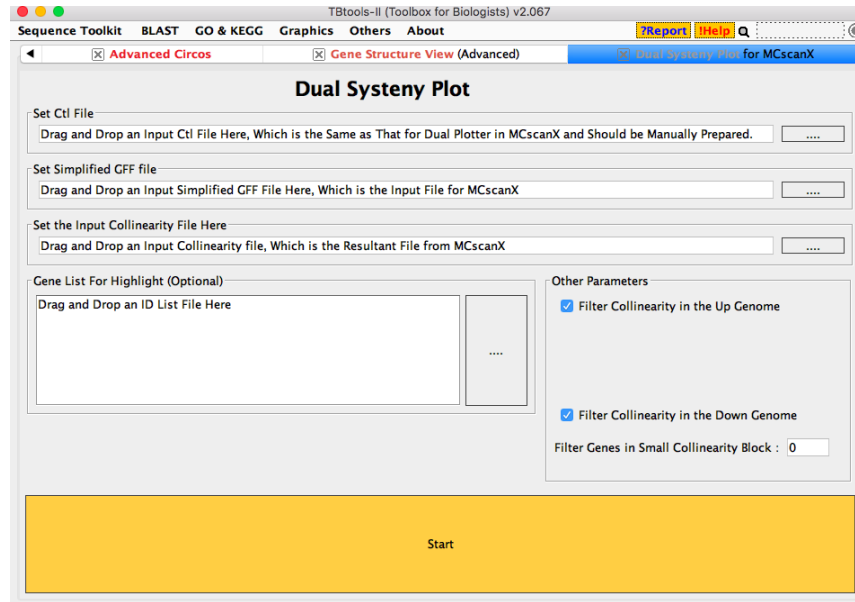 TBtools-II (Toolbox for Biologists) v2.067
Sequence Toolkit BLAST GO & KEGG Graphics Others About ?Report !Help
Advanced Circos Gene Structure View (Advanced) Dual Systeny Plot for MCscanX
Dual Systeny Plot
Set Ctl File
Drag and Drop an Input Ctl File Here, Which is the Same as That for Dual Plotter in MCscanX and Should be Manually Prepared.
....
Set Simplified GFF file
Drag and Drop an Input Simplified GFF File Here, Which is the Input File for MCscanX
....
Set the Input Collinearity File Here
Drag and Drop an Input Collinearity file, Which is the Resultant File from MCscanX
....
Gene List For Highlight (Optional)
Drag and Drop an ID List File Here
....
Other Parameters
Filter Collinearity in the Up Genome
Filter Collinearity in the Down Genome
Filter Genes in Small Collinearity Block : 0
Start